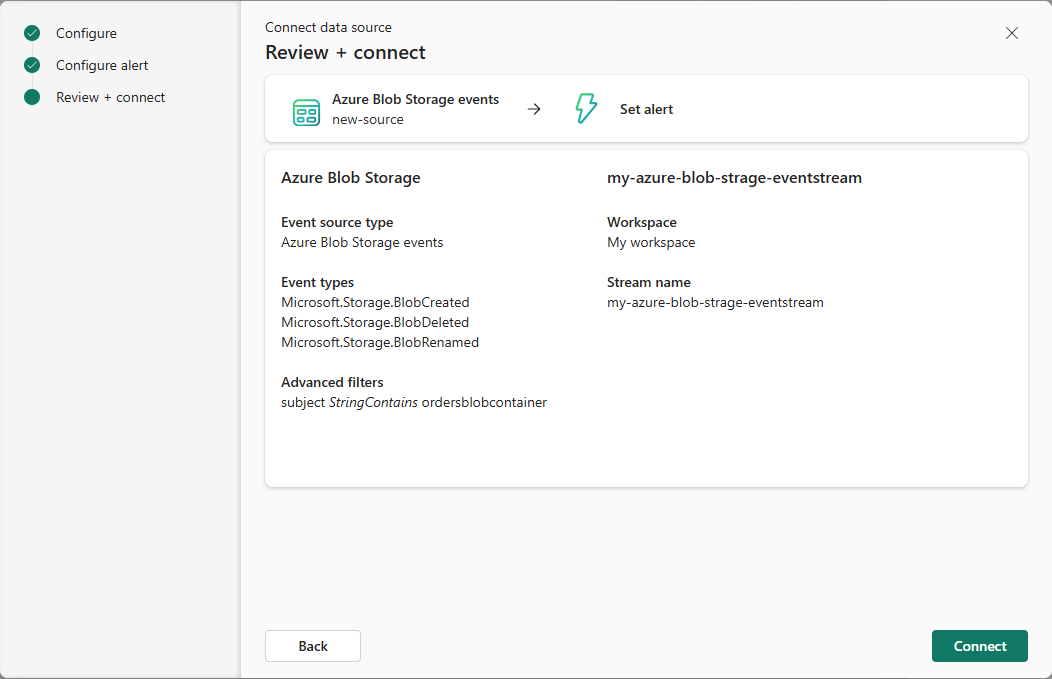 Configure
Configure alert
Review + connect
Connect data source
Review + connect
Azure Blob Storage events
new-source
Set alert
Azure Blob Storage
Event source type
Azure Blob Storage events
Event types
Microsoft.Storage.BlobCreated
Microsoft.Storage.BlobDeleted
Microsoft.Storage.BlobRenamed
Advanced filters
subject StringContains ordersblobcontainer
my-azure-blob-strage-eventstream
Workspace
My workspace
Stream name
my-azure-blob-strage-eventstream
Back
Connect